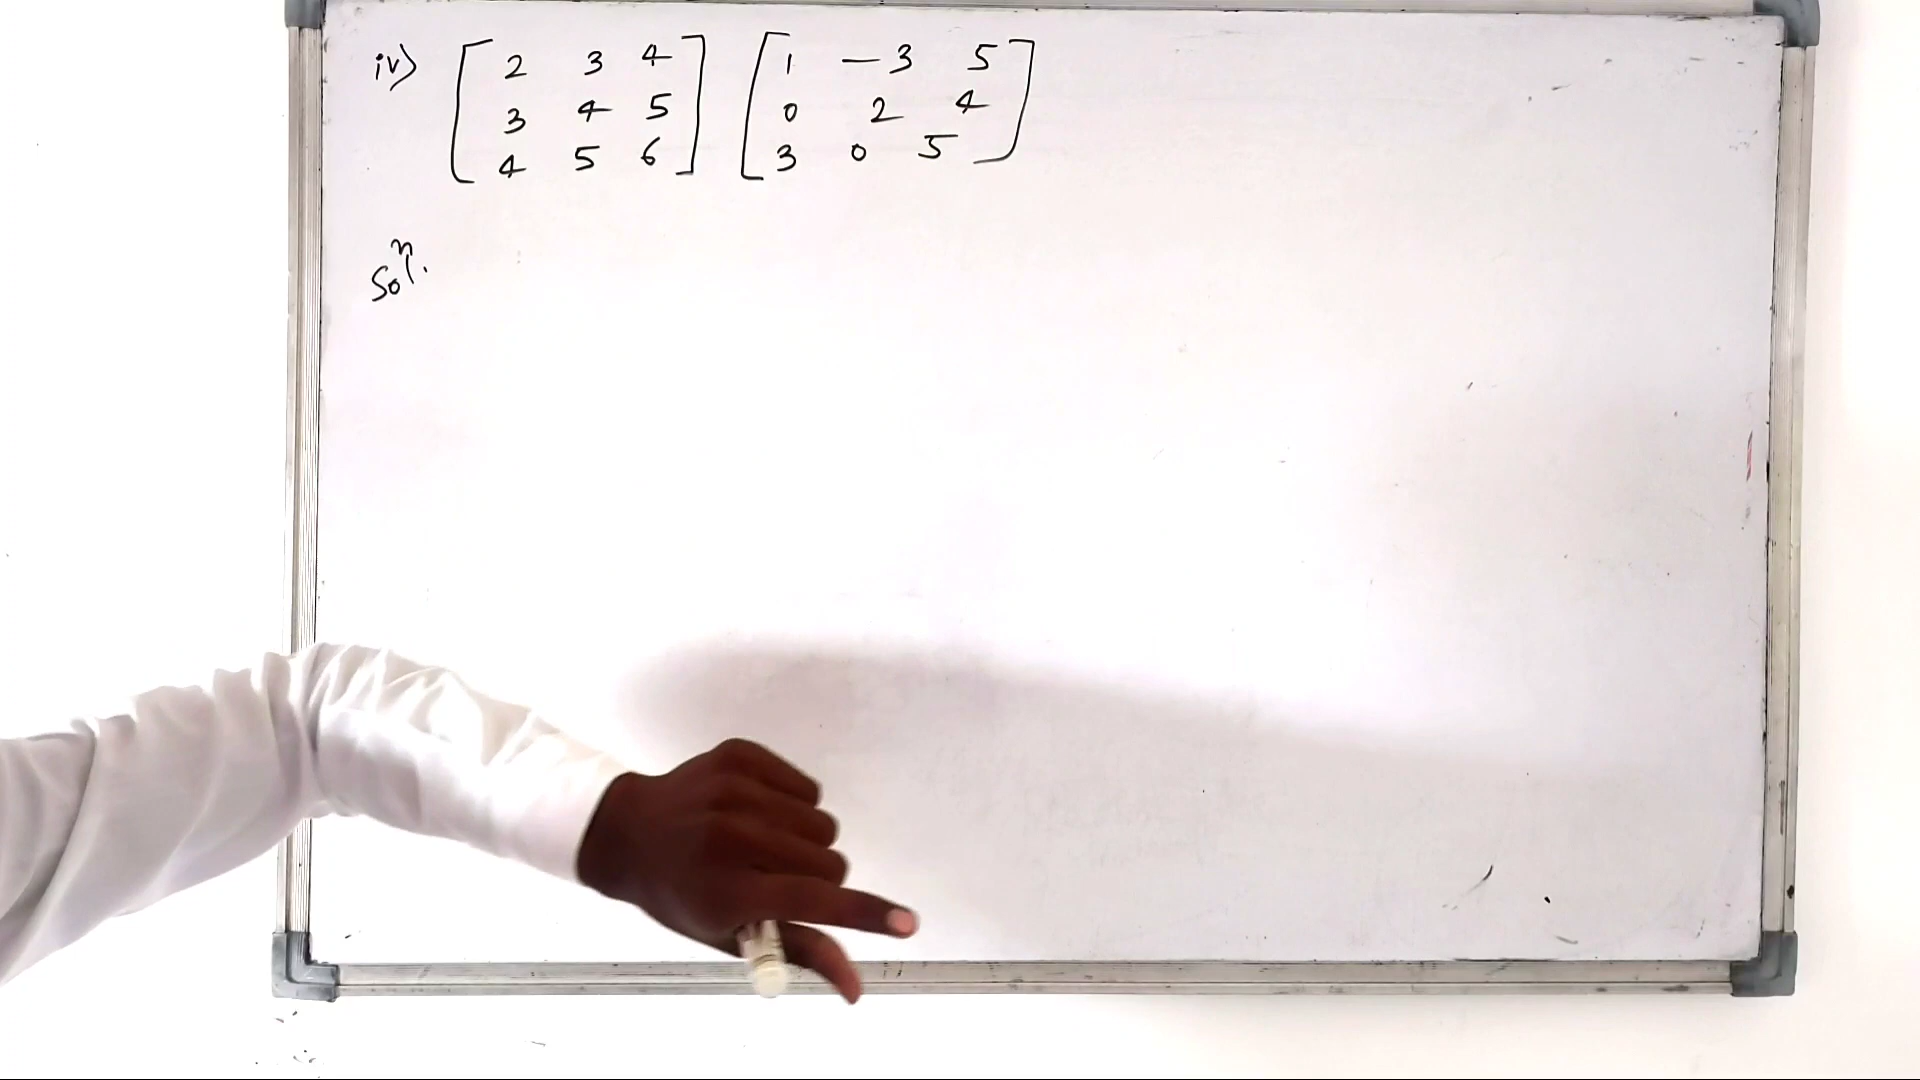 iv) [2 3 4] [1 -3 5]
[3 4 5] [0 2 4]
[4 5 6] [3 0 5]
Solⁿ.